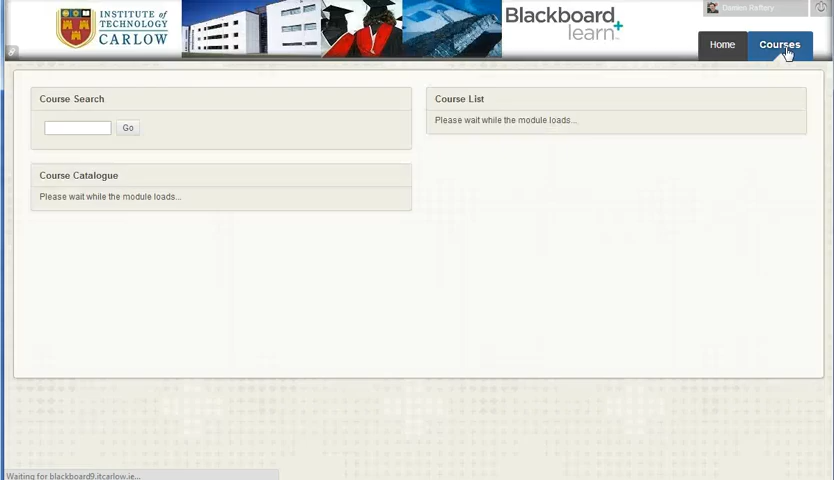 INSTITUTE of
TECHNOLOGY
CARLOW
Blackboard
learn+
Damien Raftery
Home
Courses
Course Search
Go
Course List
Please wait while the module loads...
Course Catalogue
Please wait while the module loads...
Waiting for blackboard9.itcarlow.ie...